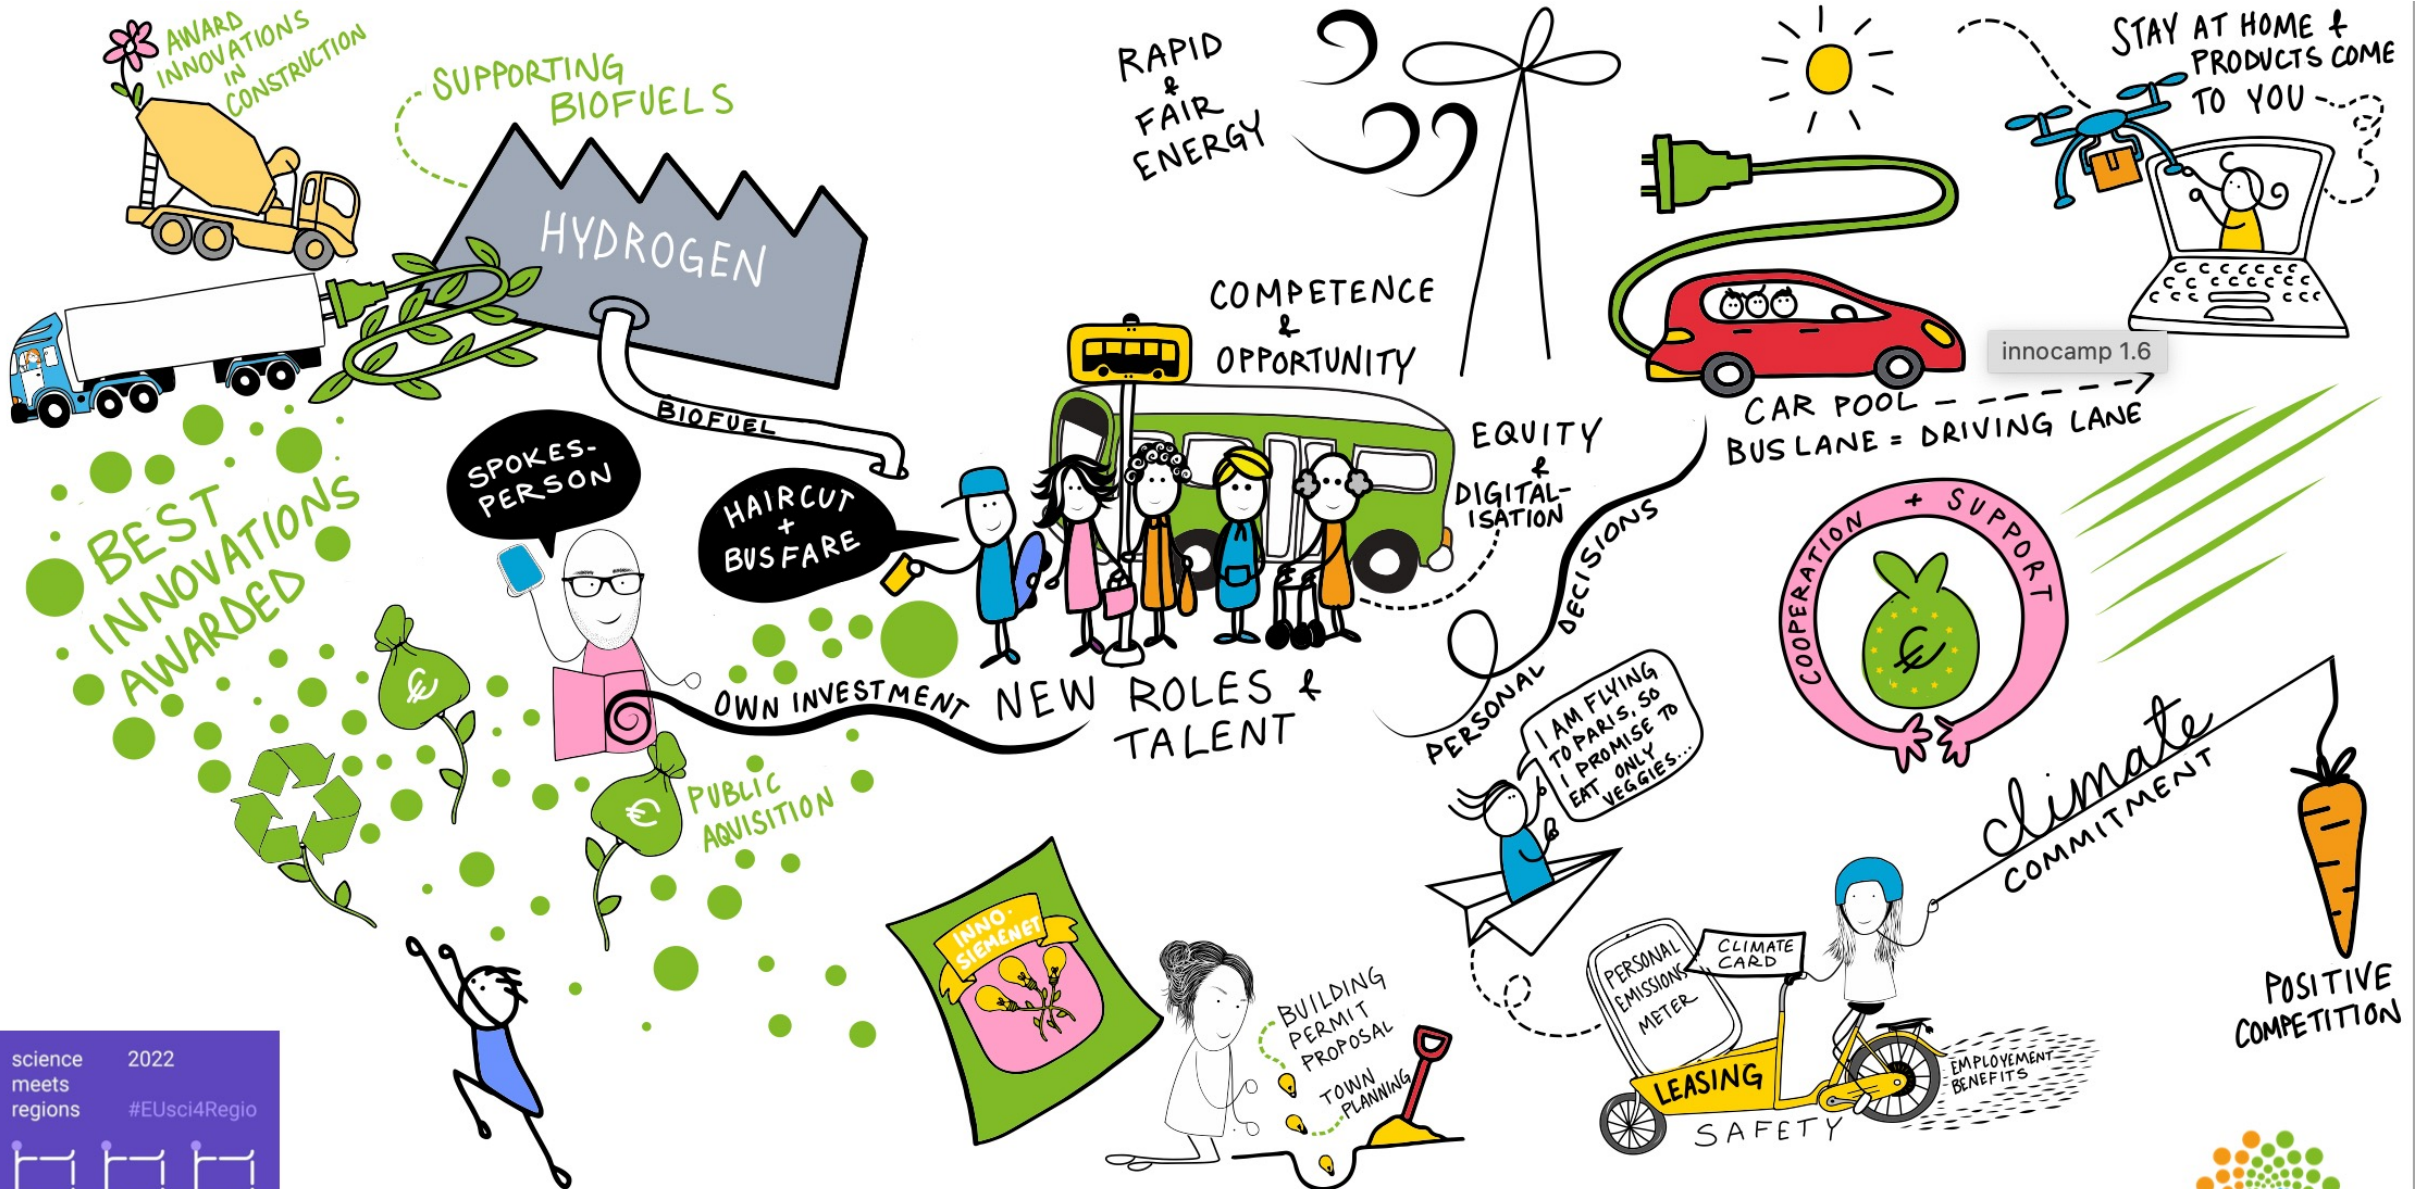 AWARD
INNOVATIONS
IN
CONSTRUCTION
SUPPORTING
BIOFUELS
HYDROGEN
BIOFUEL
RAPID
&
FAIR
ENERGY
STAY AT HOME &
PRODUCTS COME
TO YOU
COMPETENCE
&
OPPORTUNITY
innocamp 1.6
CAR POOL
BUS LANE = DRIVING LANE
EQUITY
&
DIGITAL-
ISATION
BEST
INNOVATIONS
AWARDED
SPOKES-
PERSON
HAIRCUT
+
BUSFARE
OWN INVESTMENT
NEW ROLES &
TALENT
PERSONAL DECISIONS
COOPERATION + SUPPORT
€
€
€
PUBLIC
AQUISITION
I AM FLYING
TO PARIS, SO
I PROMISE TO
EAT ONLY
VEGGIES...
climate
COMMITMENT
POSITIVE
COMPETITION
INNO-
SIEMENET
BUILDING
PERMIT
PROPOSAL
TOWN
PLANNING
PERSONAL
EMISSIONS
METER
CLIMATE
CARD
LEASING
SAFETY
EMPLOYEMENT
BENEFITS
science
meets
regions
2022
#EUsci4Regio